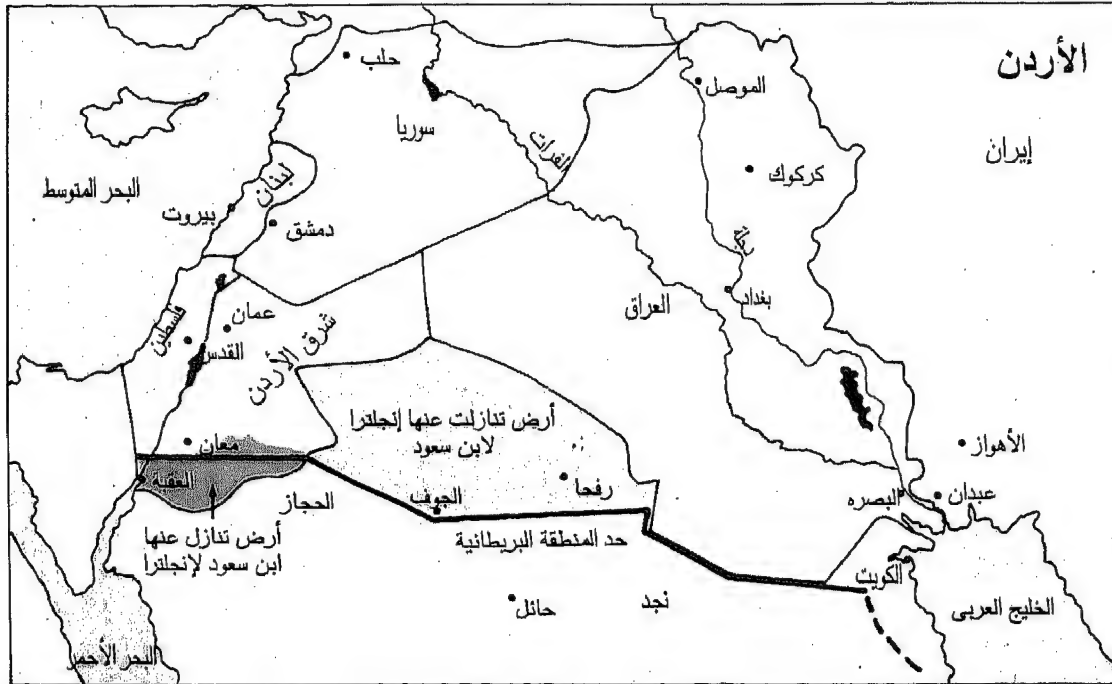 الأردن
حلب
الموصل
إيران
سوريا
الفرات
كركوك
البحر المتوسط
لبنان
بيروت
دمشق
بغداد
العراق
فلسطين
عمان
القدس
شرق الأردن
أرض تنازلت عنها إنجلترا
لابن سعود
معان
الأهواز
العقبة
الجوف
رفحا
البصره
عبدان
الحجاز
حد المنطقة البريطانية
أرض تنازل عنها
ابن سعود لإنجلترا
الكويت
حائل
نجد
الخليج العربى
البحر الأحمر